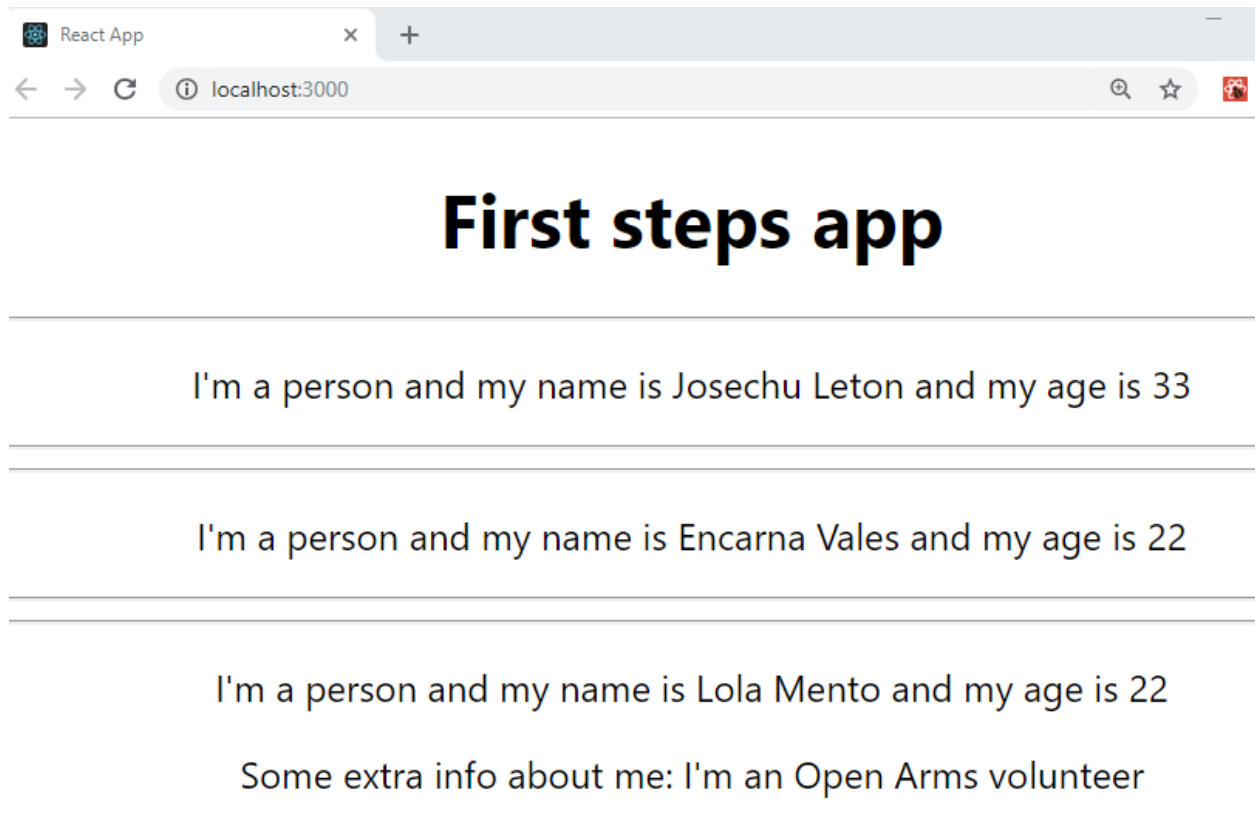 React App
localhost:3000
First steps app
I'm a person and my name is Josechu Leton and my age is 33
I'm a person and my name is Encarna Vales and my age is 22
I'm a person and my name is Lola Mento and my age is 22
Some extra info about me: I'm an Open Arms volunteer